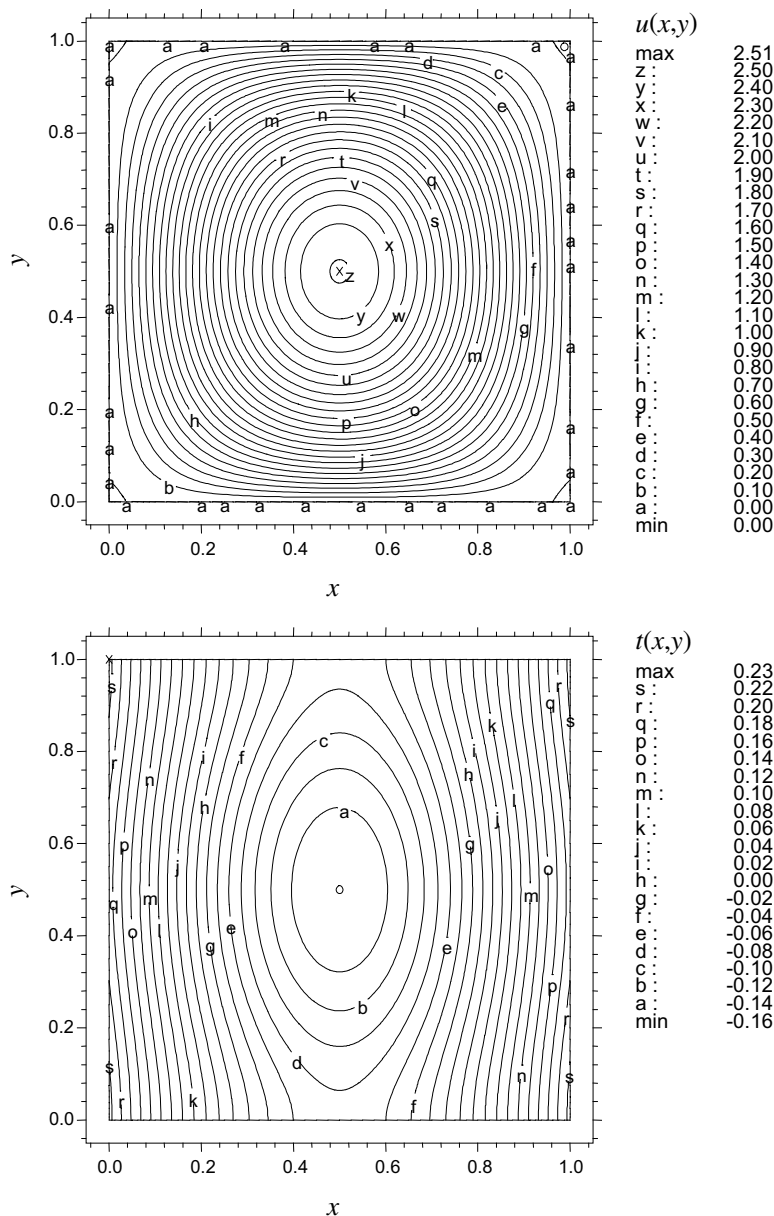 u(x,y)
max 2.51
z : 2.50
y : 2.40
x : 2.30
w : 2.20
v : 2.10
u : 2.00
t : 1.90
s : 1.80
r : 1.70
q : 1.60
p : 1.50
o : 1.40
n : 1.30
m : 1.20
l : 1.10
k : 1.00
j : 0.90
i : 0.80
h : 0.70
g : 0.60
f : 0.50
e : 0.40
d : 0.30
c : 0.20
b : 0.10
a : 0.00
min 0.00
1.0
0.8
0.6
0.4
0.2
0.0
y
0.0 0.2 0.4 0.6 0.8 1.0
x
a a a a a a a o
a d c a
a k e a
i m n l
r t q a
v s a
a x a
z f a
a y w g
m a
u
a h p o
a j a
a b a
a a a a a a a a a a
t(x,y)
max 0.23
s : 0.22
r : 0.20
q : 0.18
p : 0.16
o : 0.14
n : 0.12
m : 0.10
l : 0.08
k : 0.06
j : 0.04
i : 0.02
h : 0.00
g : -0.02
f : -0.04
e : -0.06
d : -0.08
c : -0.10
b : -0.12
a : -0.14
min -0.16
1.0
0.8
0.6
0.4
0.2
0.0
y
0.0 0.2 0.4 0.6 0.8 1.0
x
s r
q
c k s
r i f i
n h h
h a l
j
p g
j o
q m m
o l e
g e
b p
r
s d n s
r k f